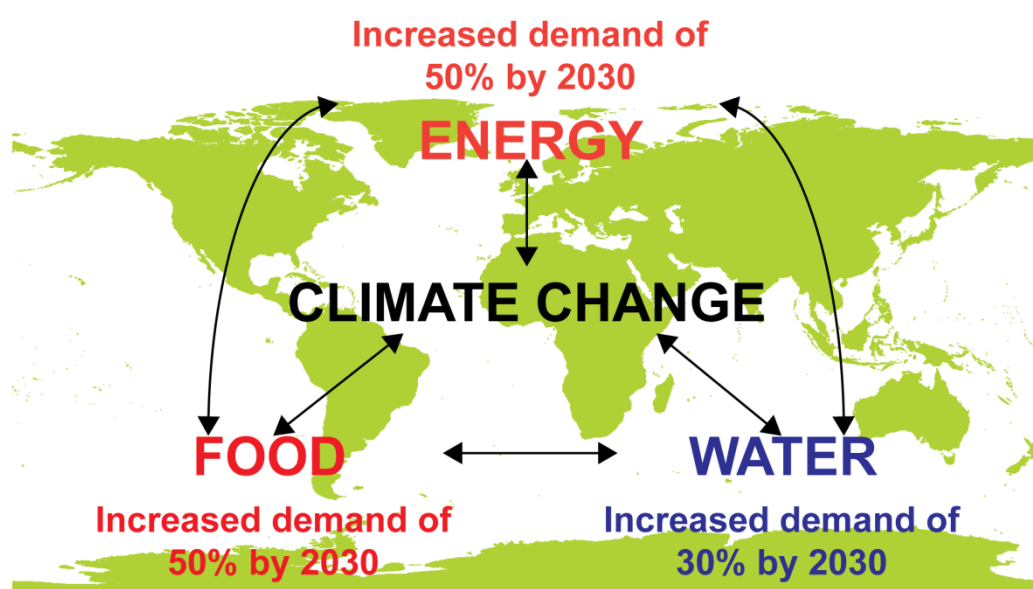 Increased demand of
50% by 2030
ENERGY
CLIMATE CHANGE
FOOD
Increased demand of
50% by 2030
WATER
Increased demand of
30% by 2030